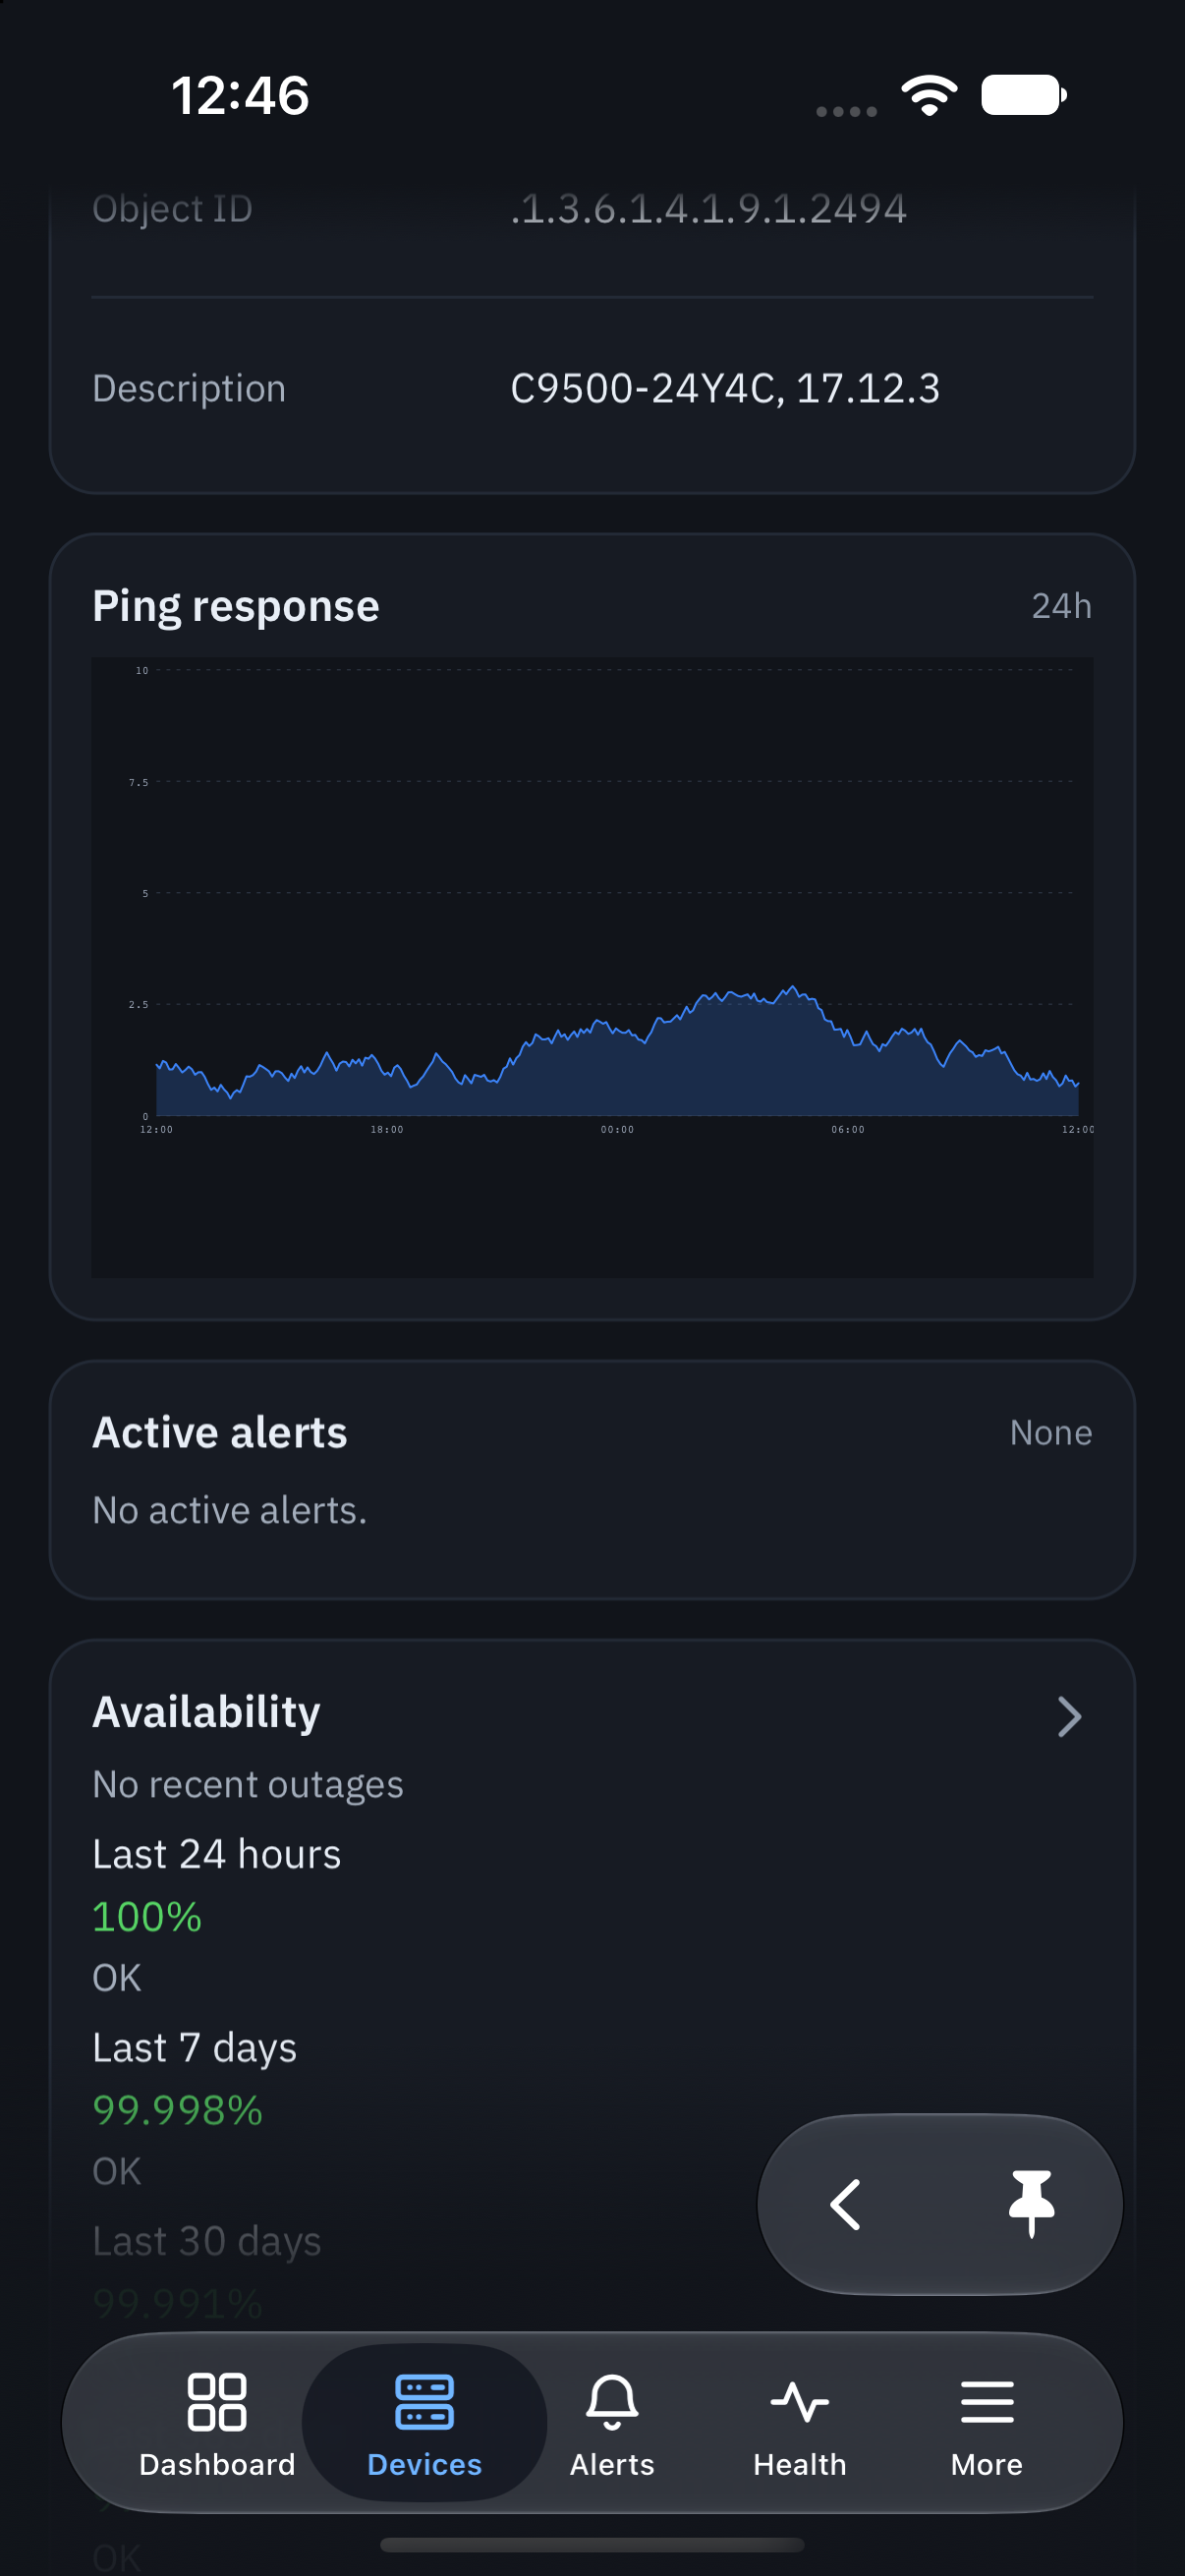 12:46
Object ID .1.3.6.1.4.1.9.1.2494
Description C9500-24Y4C, 17.12.3
Ping response 24h
10
7.5
5
2.5
0
12:00 18:00 00:00 06:00 12:00
Active alerts None
No active alerts.
Availability
No recent outages
Last 24 hours
100%
OK
Last 7 days
99.998%
OK
Last 30 days
99.991%
Dashboard Devices Alerts Health More
OK